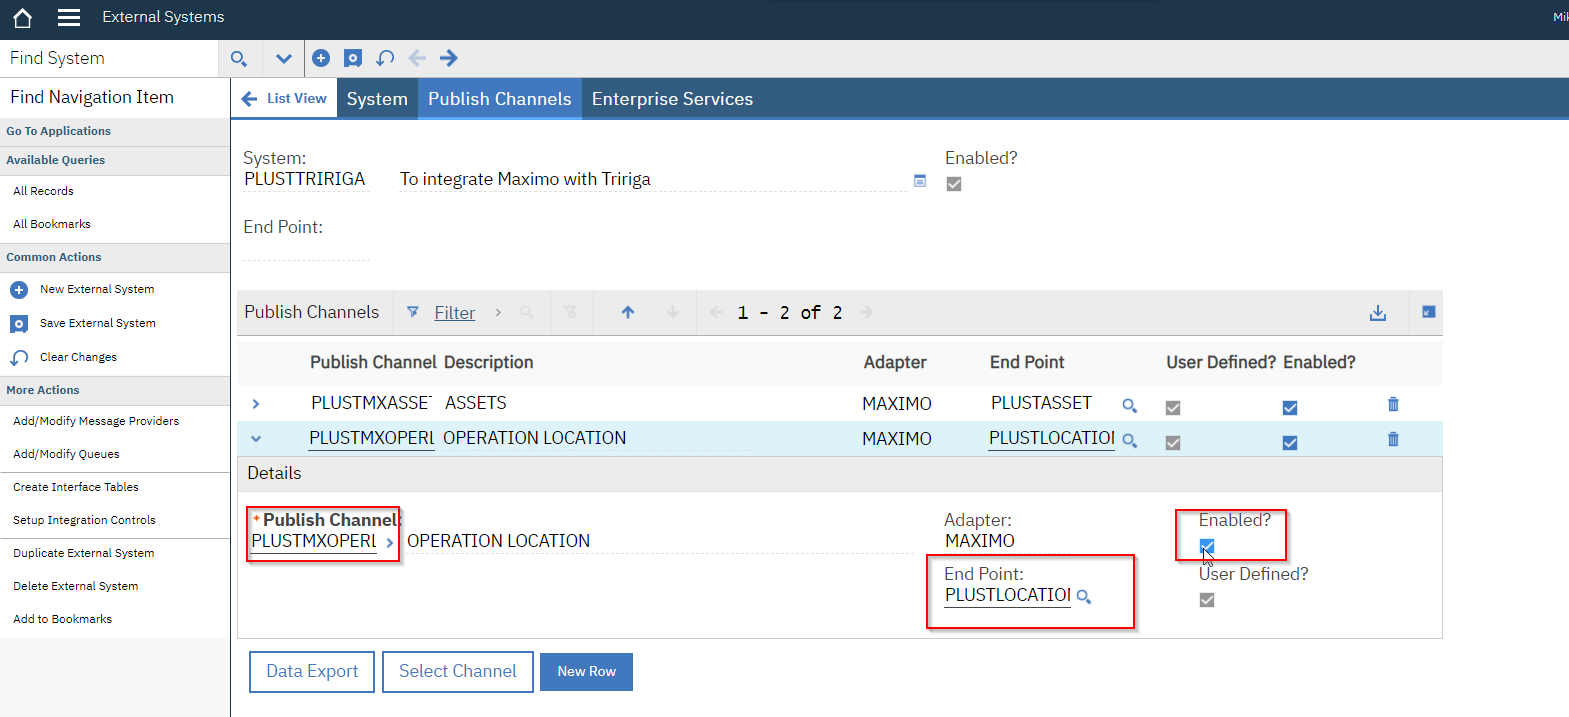 External Systems
Mi
Find System
Find Navigation Item
Go To Applications
Available Queries
All Records
All Bookmarks
Common Actions
New External System
Save External System
Clear Changes
More Actions
Add/Modify Message Providers
Add/Modify Queues
Create Interface Tables
Setup Integration Controls
Duplicate External System
Delete External System
Add to Bookmarks
List View System Publish Channels Enterprise Services
System: Enabled?
PLUSTTRIRIGA To integrate Maximo with Tririga
End Point:
Publish Channels Filter 1 - 2 of 2
Publish Channel Description Adapter End Point User Defined? Enabled?
PLUSTMXASSE ASSETS MAXIMO PLUSTASSET
PLUSTMXOPERL OPERATION LOCATION MAXIMO PLUSTLOCATION
Details
* Publish Channel: Adapter: Enabled?
PLUSTMXOPERL OPERATION LOCATION MAXIMO
End Point: User Defined?
PLUSTLOCATION
Data Export Select Channel New Row